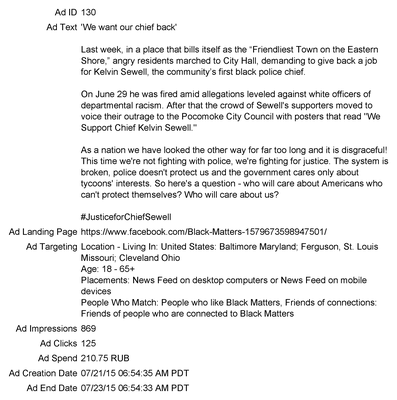 Ad ID 130
Ad Text 'We want our chief back'
Last week, in a place that bills itself as the "Friendliest Town on the Eastern
Shore," angry residents marched to City Hall, demanding to give back a job
for Kelvin Sewell, the community's first black police chief.
On June 29 he was fired amid allegations leveled against white officers of
departmental racism. After that the crowd of Sewell's supporters moved to
voice their outrage to the Pocomoke City Council with posters that read "We
Support Chief Kelvin Sewell."
As a nation we have looked the other way for far too long and it is disgraceful!
This time we're not fighting with police, we're fighting for justice. The system is
broken, police doesn't protect us and the government cares only about
tycoons' interests. So here's a question - who will care about Americans who
can't protect themselves? Who will care about us?
#JusticeforChiefSewell
Ad Landing Page https://www.facebook.com/Black-Matters-1579673598947501/
Ad Targeting Location - Living In: United States: Baltimore Maryland; Ferguson, St. Louis
Missouri; Cleveland Ohio
Age: 18 - 65+
Placements: News Feed on desktop computers or News Feed on mobile
devices
People Who Match: People who like Black Matters, Friends of connections:
Friends of people who are connected to Black Matters
Ad Impressions 869
Ad Clicks 125
Ad Spend 210.75 RUB
Ad Creation Date 07/21/15 06:54:35 AM PDT
Ad End Date 07/23/15 06:54:33 AM PDT